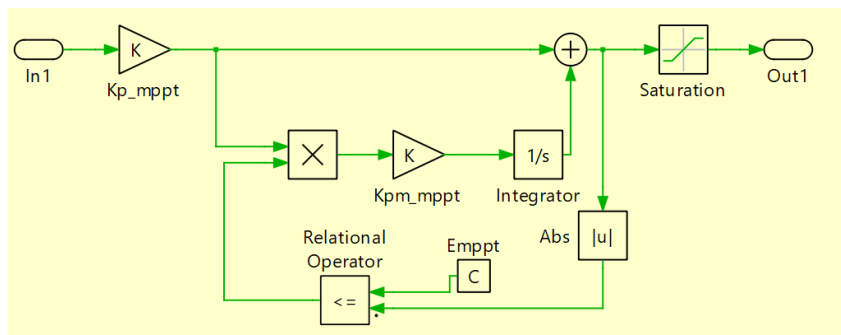 K
In1
Kp_mppt
Saturation
Out1
K
1/s
Kpm_mppt
Integrator
Abs
|u|
Relational
Operator
Emppt
C
<=